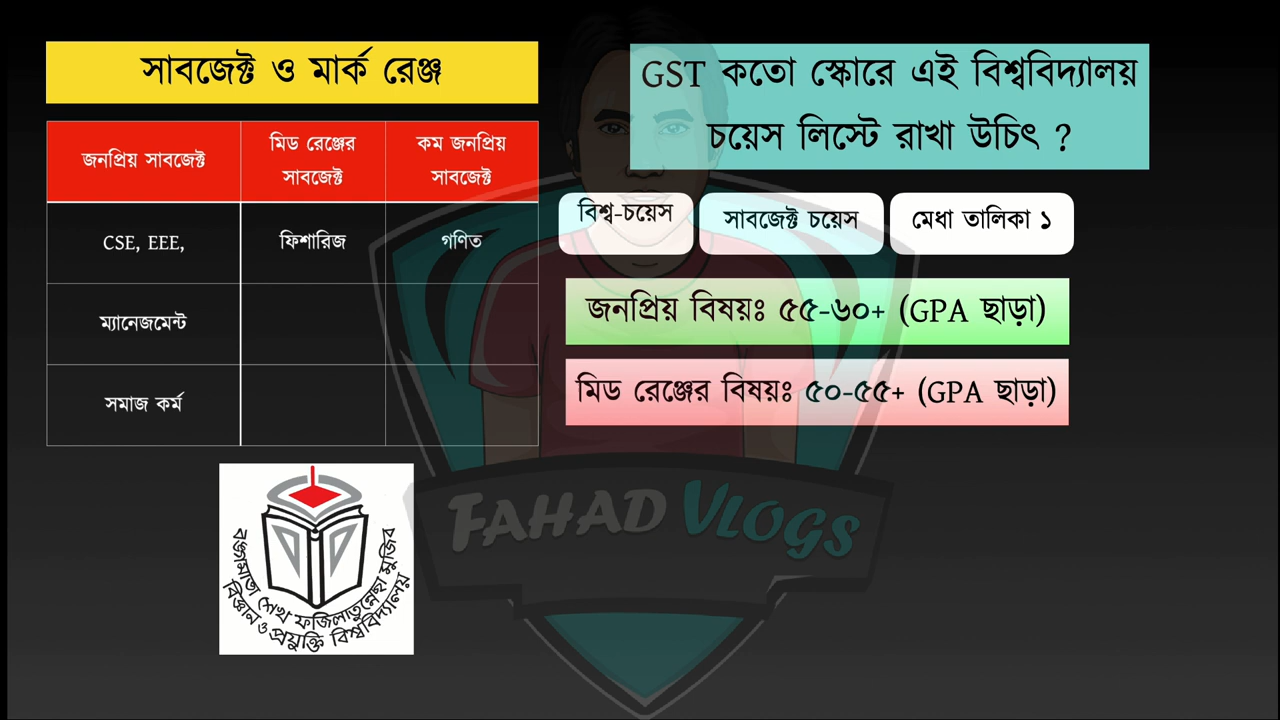 সাবজেক্ট ও মার্ক রেঞ্জ
জনপ্রিয় সাবজেক্ট
মিড রেঞ্জের
সাবজেক্ট
কম জনপ্রিয়
সাবজেক্ট
CSE, EEE,
ফিশারিজ
গণিত
ম্যানেজমেন্ট
সমাজ কর্ম
বঙ্গমাতা শেখ ফজিলাতুন্নেছা মুজিব
বিজ্ঞান ও প্রযুক্তি বিশ্ববিদ্যালয়
GST কতো স্কোরে এই বিশ্ববিদ্যালয়
চয়েস লিস্টে রাখা উচিৎ ?
বিশ্ব-চয়েস
সাবজেক্ট চয়েস
মেধা তালিকা ১
জনপ্রিয় বিষয়ঃ ৫৫-৬০+ (GPA ছাড়া)
মিড রেঞ্জের বিষয়ঃ ৫০-৫৫+ (GPA ছাড়া)
FAHAD VLOGS